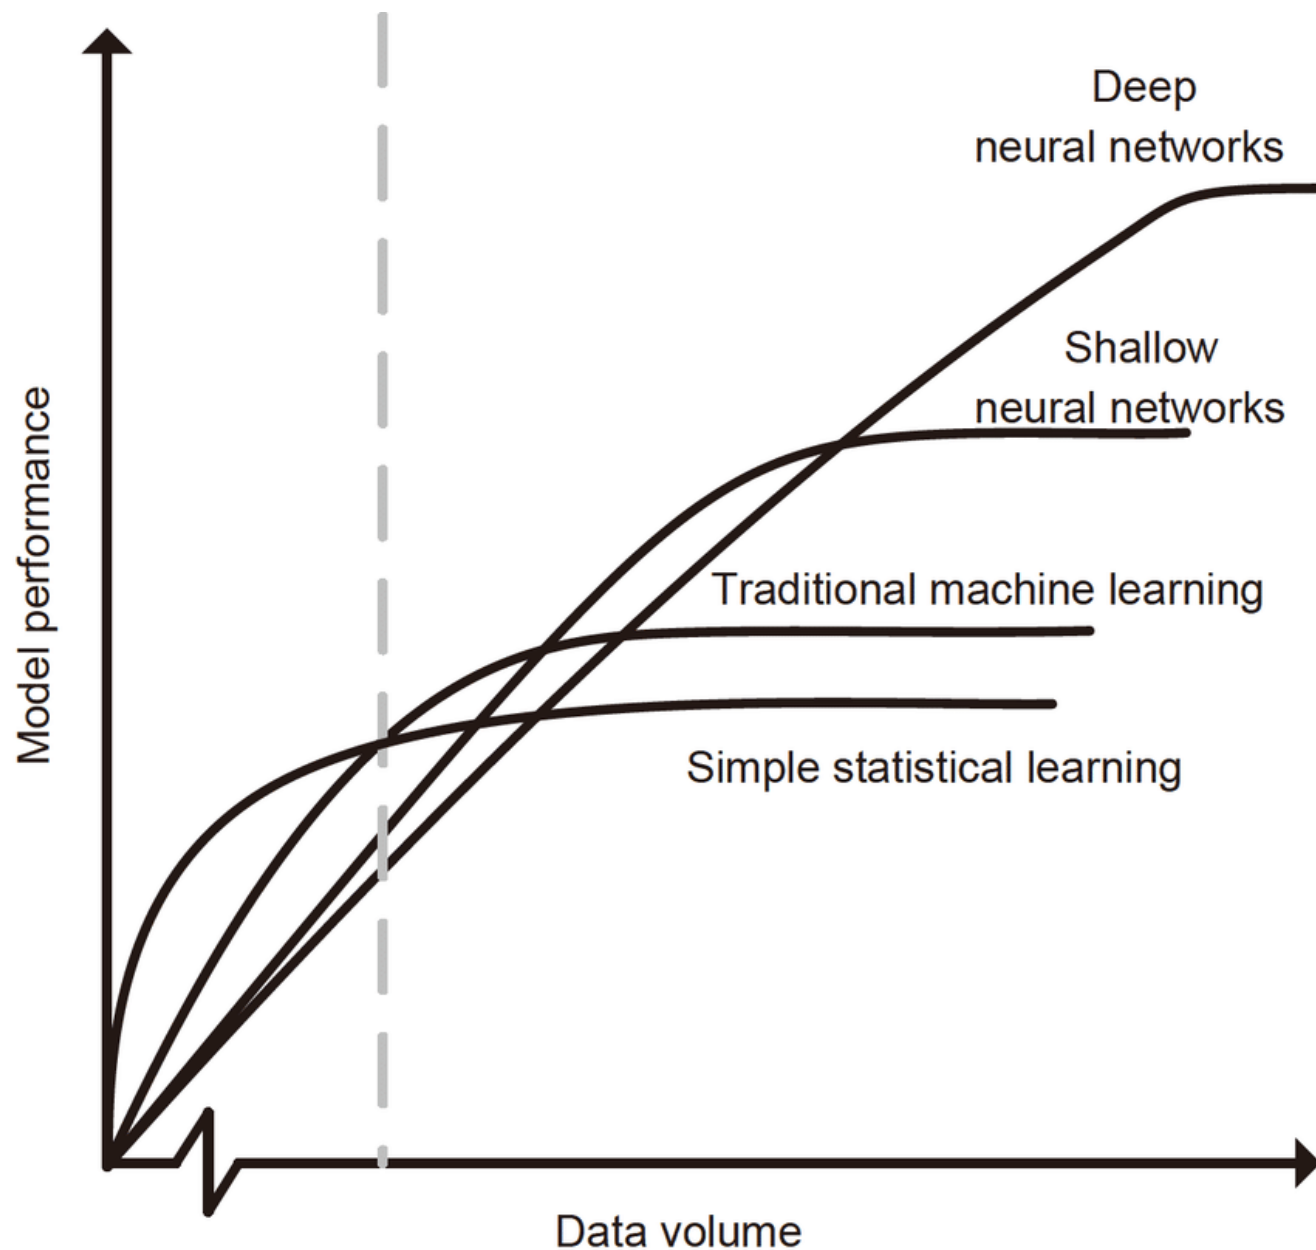 Deep
neural networks
Shallow
neural networks
Traditional machine learning
Simple statistical learning
Model performance
Data volume